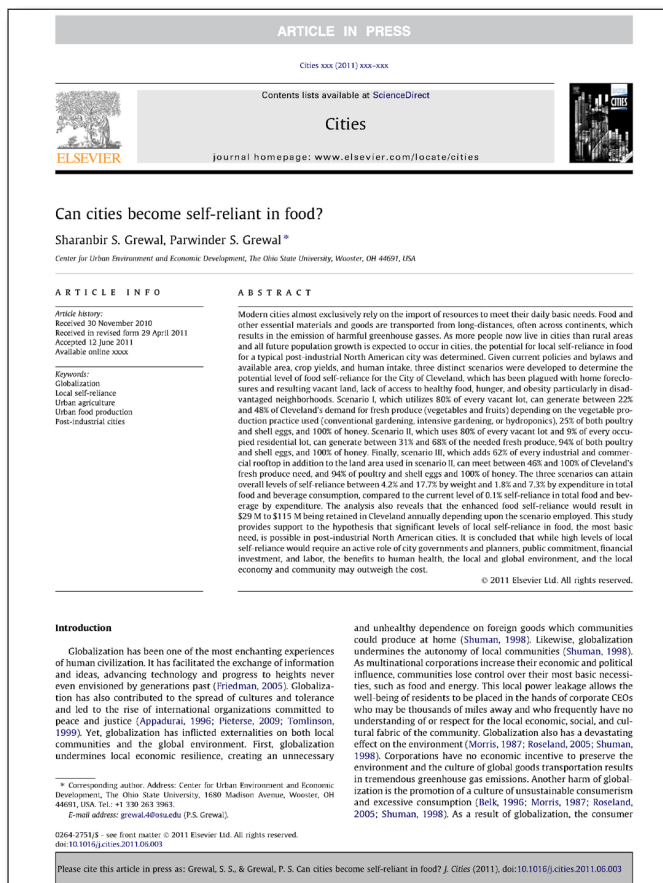 ARTICLE IN PRESS
Cities xxx (2011) xxx–xxx
Contents lists available at ScienceDirect
Cities
journal homepage: www.elsevier.com/locate/cities
ELSEVIER
CITIES
Can cities become self-reliant in food?
Sharanbir S. Grewal, Parwinder S. Grewal *
Center for Urban Environment and Economic Development, The Ohio State University, Wooster, OH 44691, USA
ARTICLE INFO
Article history:
Received 30 November 2010
Received in revised form 29 April 2011
Accepted 12 June 2011
Available online xxxx
Keywords:
Globalization
Local self-reliance
Urban agriculture
Urban food production
Post-industrial cities
ABSTRACT
Modern cities almost exclusively rely on the import of resources to meet their daily basic needs. Food
and other essential materials and goods are transported from long-distances, often across continents, which
results in the emission of harmful greenhouse gasses. As more people now live in cities than rural areas
and all future population growth is expected to occur in cities, the potential for local self-reliance in food
for a typical post-industrial North American city was determined. Given current policies and bylaws and
available area, crop yields, and human intake, three distinct scenarios were developed to determine the
potential level of food self-reliance for the City of Cleveland, which has been plagued with home foreclo-
sures and resulting vacant land, lack of access to healthy food, hunger, and obesity particularly in disad-
vantaged neighborhoods. Scenario I, which utilizes 80% of every vacant lot, can generate between 22%
and 48% of Cleveland's demand for fresh produce (vegetables and fruits) depending on the vegetable pro-
duction practice used (conventional gardening, intensive gardening, or hydroponics), 25% of both poultry
and shell eggs, and 100% of honey. Scenario II, which uses 80% of every vacant lot and 9% of every occu-
pied residential lot, can generate between 31% and 68% of the needed fresh produce, 94% of both poultry
and shell eggs, and 100% of honey. Finally, scenario III, which adds 62% of every industrial and commer-
cial rooftop in addition to the land area used in scenario II, can meet between 46% and 100% of Cleveland's
fresh produce need, and 94% of poultry and shell eggs and 100% of honey. The three scenarios can attain
overall levels of self-reliance between 4.2% and 17.7% by weight and 1.8% and 7.3% by expenditure in total
food and beverage consumption, compared to the current level of 0.1% self-reliance in total food and bev-
erage by expenditure. The analysis also reveals that the enhanced food self-reliance would result in
$29 M to $115 M being retained in Cleveland annually depending upon the scenario employed. This study
provides support to the hypothesis that significant levels of local self-reliance in food, the most basic
need, is possible in post-industrial North American cities. It is concluded that while high levels of local
self-reliance would require an active role of city governments and planners, public commitment, financial
investment, and labor, the benefits to human health, the local and global environment, and the local
economy and community may outweigh the cost.
© 2011 Elsevier Ltd. All rights reserved.
Introduction
Globalization has been one of the most enchanting experiences
of human civilization. It has facilitated the exchange of information
and ideas, advancing technology and progress to heights never
even envisioned by generations past (Friedman, 2005). Globaliza-
tion has also contributed to the spread of cultures and tolerance
and led to the rise of international organizations committed to
peace and justice (Appadurai, 1996; Pieterse, 2009; Tomlinson,
1999). Yet, globalization has inflicted externalities on both local
communities and the global environment. First, globalization
undermines local economic resilience, creating an unnecessary
* Corresponding author. Address: Center for Urban Environment and Economic
Development, The Ohio State University, 1680 Madison Avenue, Wooster, OH
44691, USA. Tel.: +1 330 263 3963.
E-mail address: grewal.4@osu.edu (P.S. Grewal).
and unhealthy dependence on foreign goods which communities
could produce at home (Shuman, 1998). Likewise, globalization
undermines the autonomy of local communities (Shuman, 1998).
As multinational corporations increase their economic and political
influence, communities lose control over their most basic necessi-
ties, such as food and energy. This local power leakage allows the
well-being of residents to be placed in the hands of corporate CEOs
who may be thousands of miles away and who frequently have no
understanding of or respect for the local economic, social, and cul-
tural fabric of the community. Globalization also has a devastating
effect on the environment (Morris, 1987; Roseland, 2005; Shuman,
1998). Corporations have no economic incentive to preserve the
environment and the culture of global goods transportation results
in tremendous greenhouse gas emissions. Another harm of global-
ization is the promotion of a culture of unsustainable consumerism
and excessive consumption (Belk, 1996; Morris, 1987; Roseland,
2005; Shuman, 1998). As a result of globalization, the consumer
0264-2751/$ - see front matter © 2011 Elsevier Ltd. All rights reserved.
doi:10.1016/j.cities.2011.06.003
Please cite this article in press as: Grewal, S. S., & Grewal, P. S. Can cities become self-reliant in food? J. Cities (2011), doi:10.1016/j.cities.2011.06.003